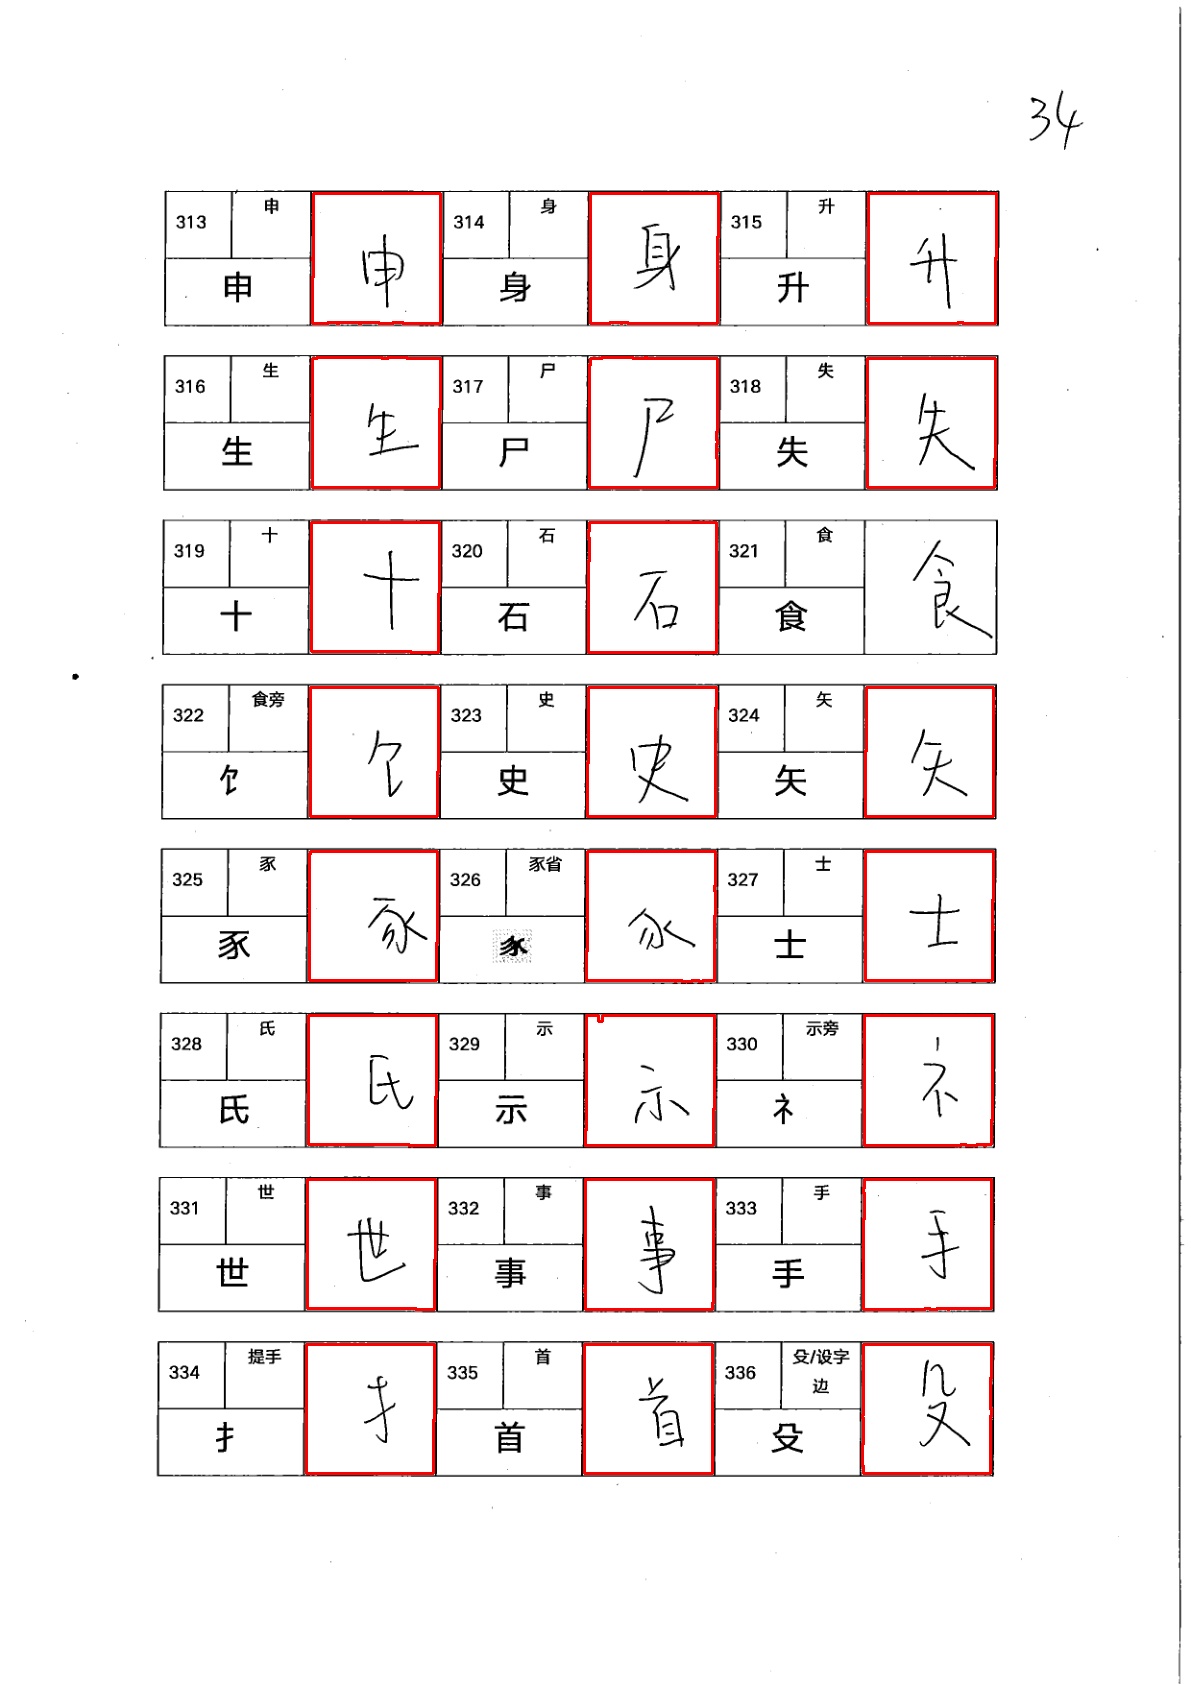 34
313 申 申 申 314 身 身 身 315 升 升 升
316 生 生 生 317 尸 尸 尸 318 失 失 失
319 十 十 十 320 石 石 石 321 食 食 食
322 食旁 饣 饣 323 史 史 史 324 矢 矢 矢
325 豕 豕 豕 326 豕省 327 士 士 士
328 氏 氏 氏 329 示 示 示 330 示旁 礻 礻
331 世 世 世 332 事 事 事 333 手 手 手
334 提手 扌 扌 335 首 首 首 336 殳/设字边 殳 殳